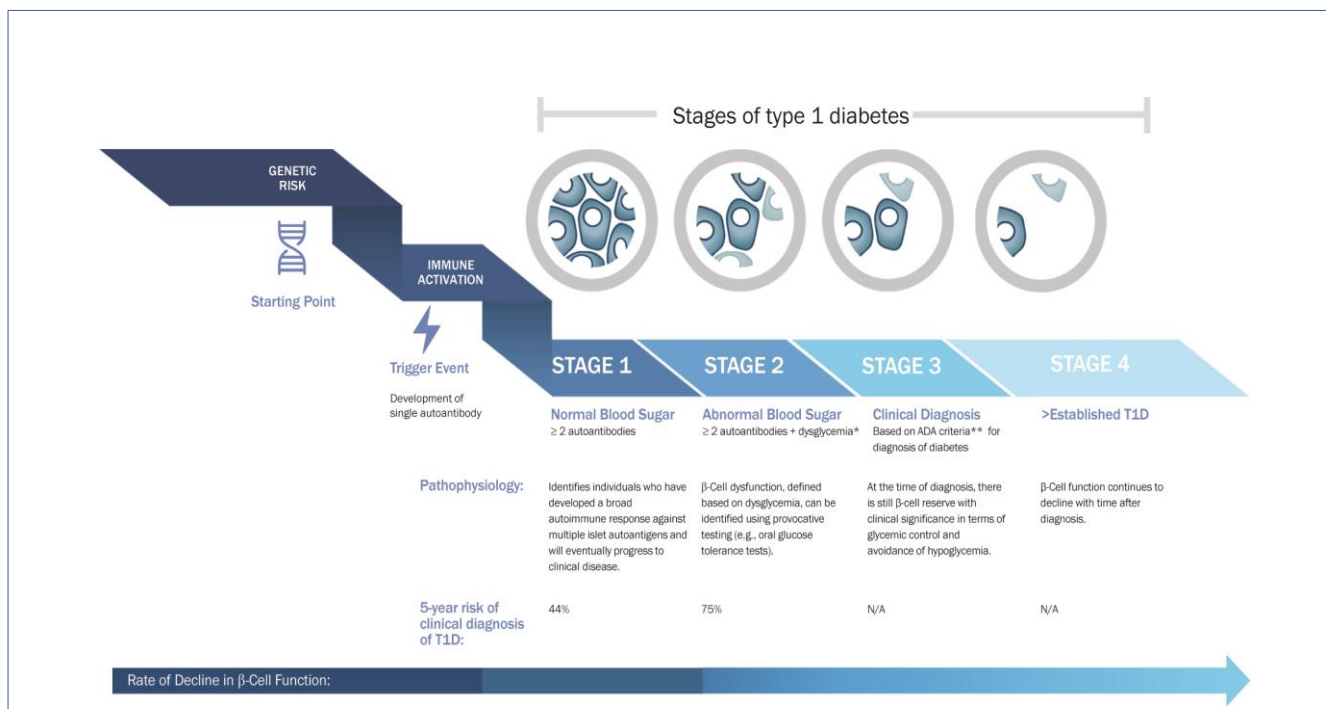 Stages of type 1 diabetes
GENETIC
RISK
Starting Point
IMMUNE
ACTIVATION
Trigger Event
Development of
single autoantibody
STAGE 1
Normal Blood Sugar
≥ 2 autoantibodies
STAGE 2
Abnormal Blood Sugar
≥ 2 autoantibodies + dysglycemia*
STAGE 3
Clinical Diagnosis
Based on ADA criteria** for
diagnosis of diabetes
STAGE 4
>Established T1D
Pathophysiology:
Identifies individuals who have
developed a broad
autoimmune response against
multiple islet autoantigens and
will eventually progress to
clinical disease.
β-Cell dysfunction, defined
based on dysglycemia, can be
identified using provocative
testing (e.g., oral glucose
tolerance tests).
At the time of diagnosis, there
is still β-cell reserve with
clinical significance in terms of
glycemic control and
avoidance of hypoglycemia.
β-Cell function continues to
decline with time after
diagnosis.
5-year risk of
clinical diagnosis
of T1D:
44%
75%
N/A
N/A
Rate of Decline in β-Cell Function: